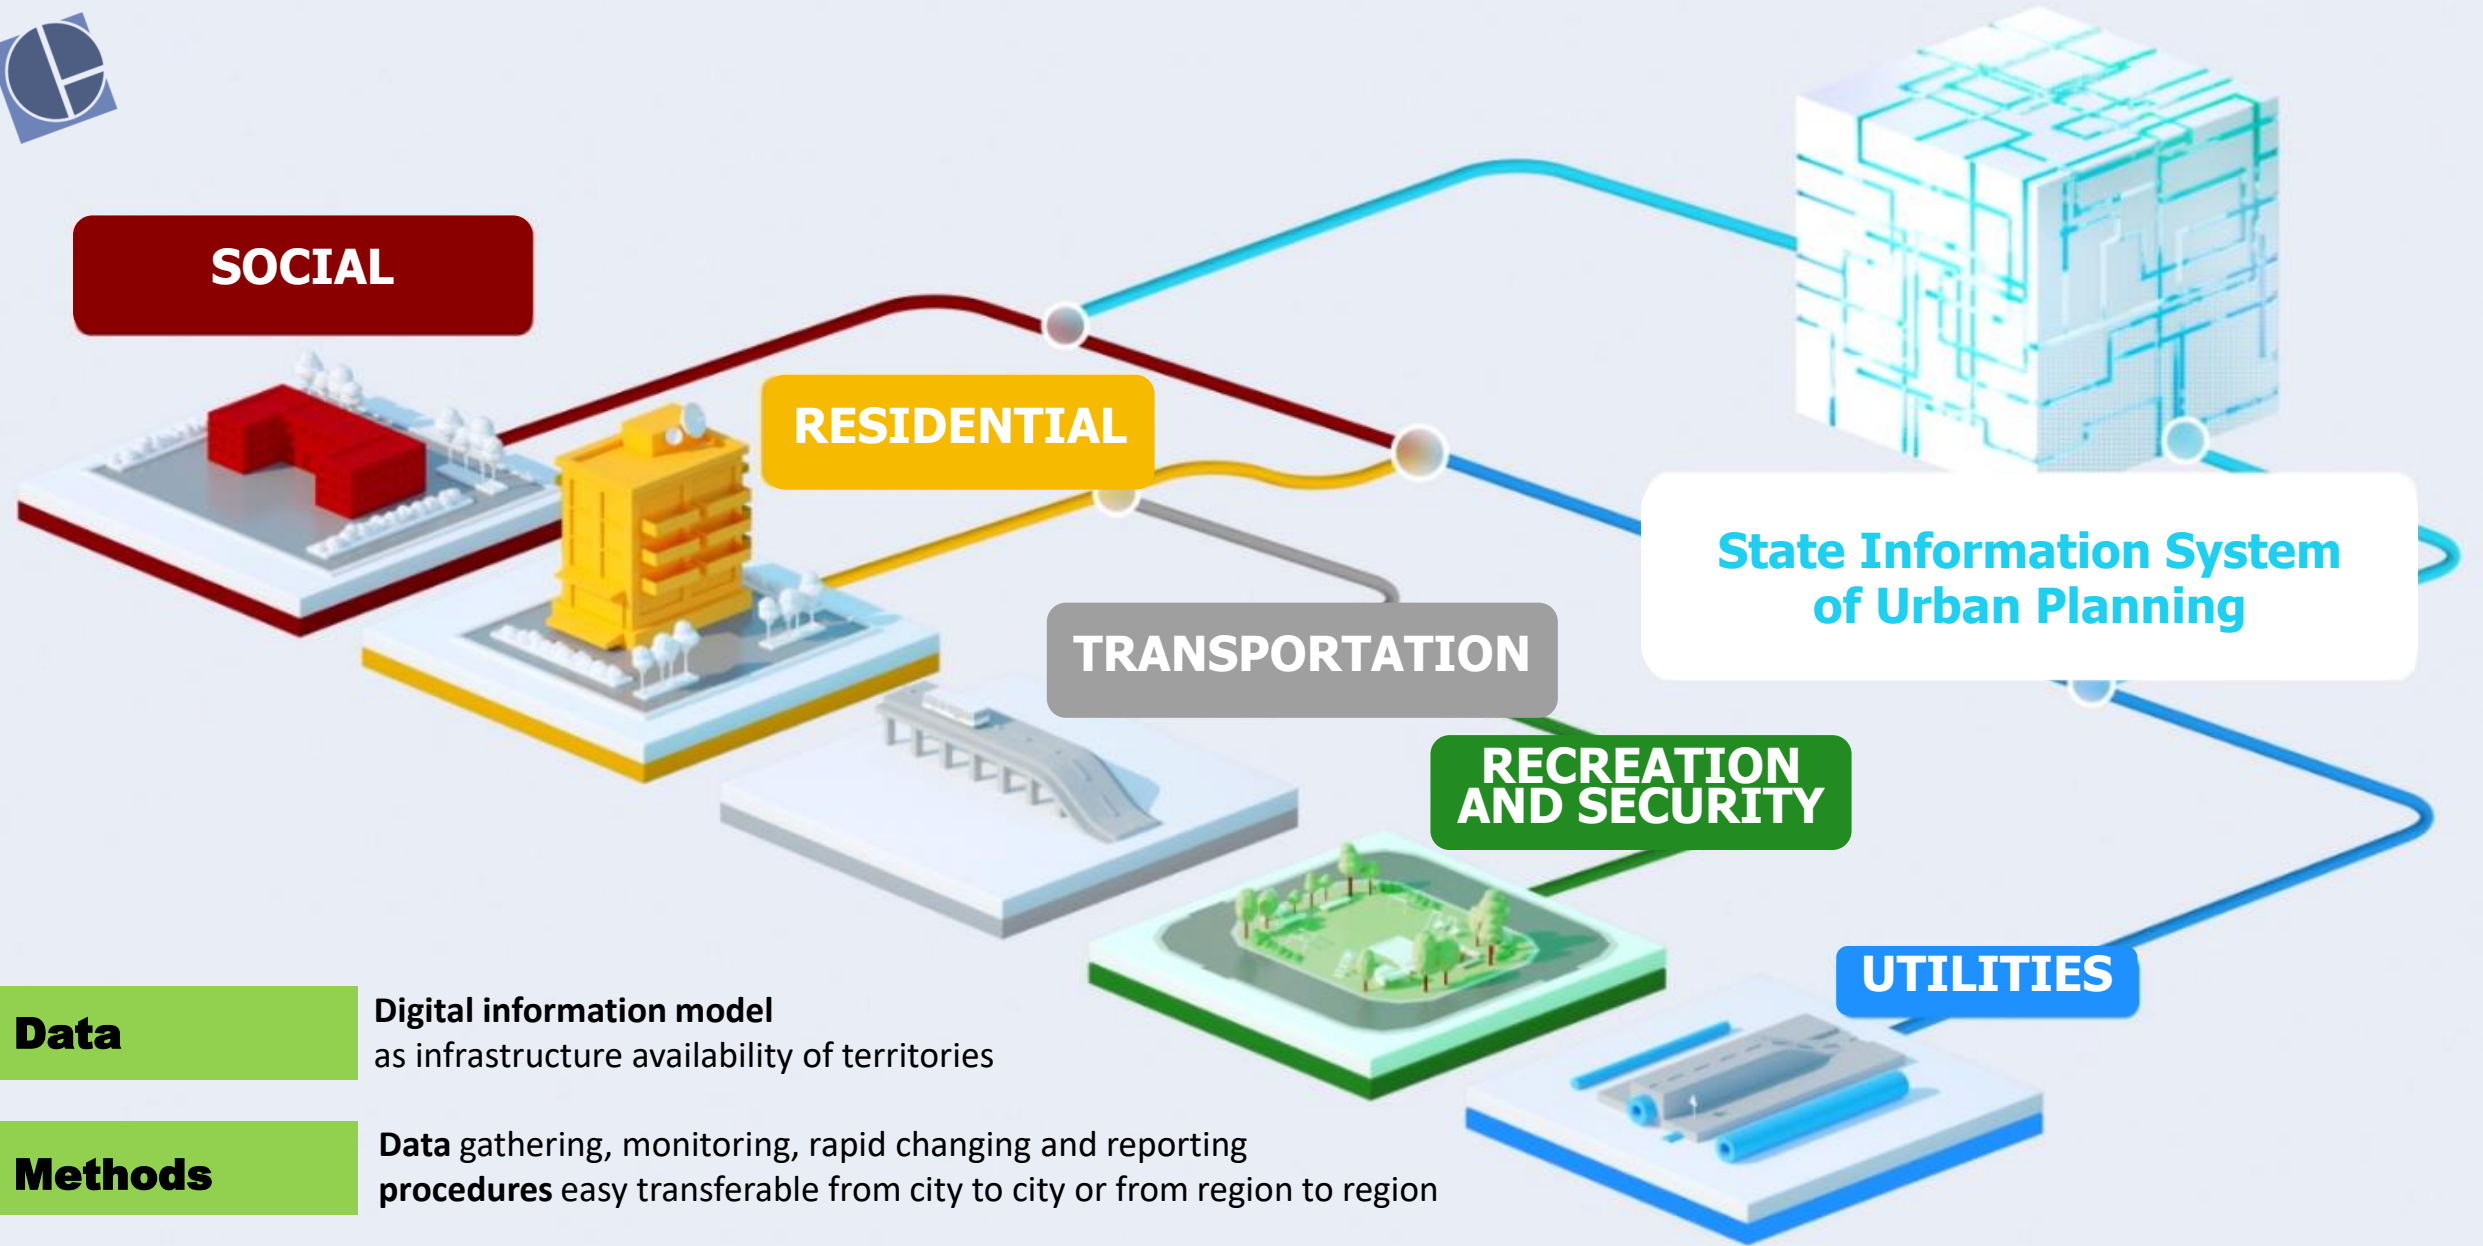 SOCIAL
RESIDENTIAL
State Information System
of Urban Planning
TRANSPORTATION
RECREATION
AND SECURITY
UTILITIES
Data
Digital information model
as infrastructure availability of territories
Methods
Data gathering, monitoring, rapid changing and reporting
procedures easy transferable from city to city or from region to region